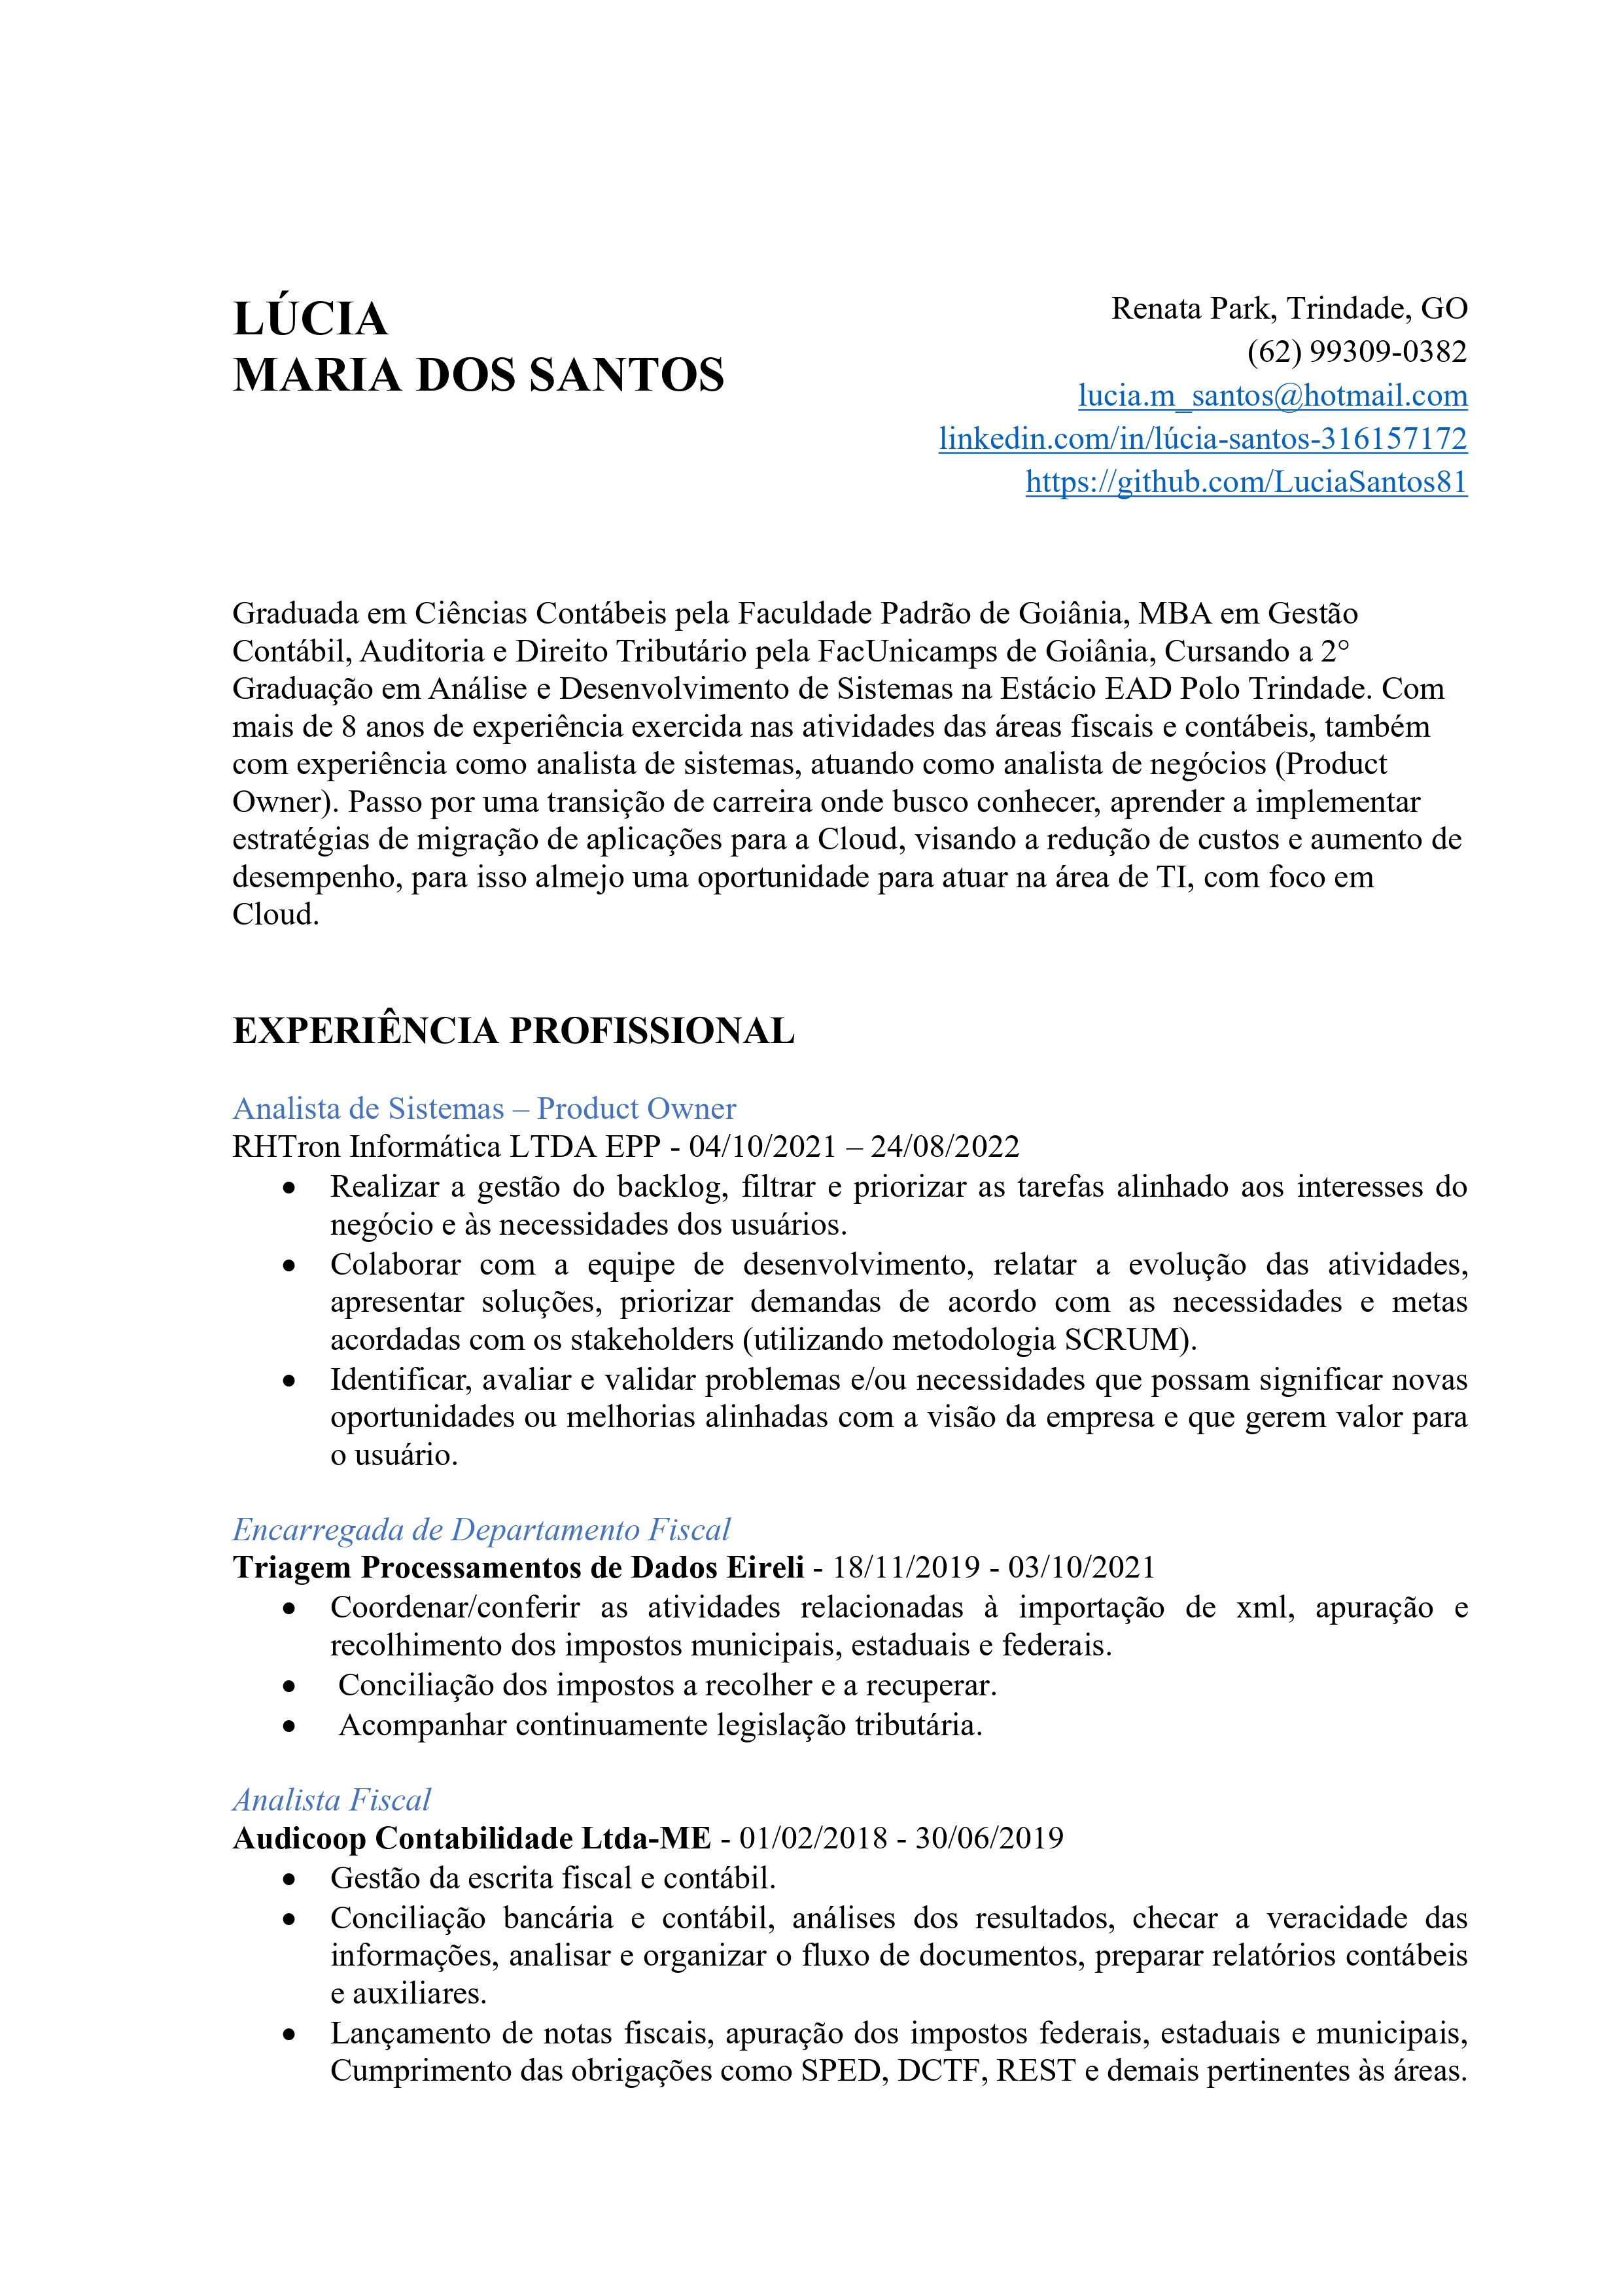 LÚCIA
MARIA DOS SANTOS
Renata Park, Trindade, GO
(62) 99309-0382
lucia.m_santos@hotmail.com
linkedin.com/in/lúcia-santos-316157172
https://github.com/LuciaSantos81
Graduada em Ciências Contábeis pela Faculdade Padrão de Goiânia, MBA em Gestão
Contábil, Auditoria e Direito Tributário pela FacUnicamps de Goiânia, Cursando a 2°
Graduação em Análise e Desenvolvimento de Sistemas na Estácio EAD Polo Trindade. Com
mais de 8 anos de experiência exercida nas atividades das áreas fiscais e contábeis, também
com experiência como analista de sistemas, atuando como analista de negócios (Product
Owner). Passo por uma transição de carreira onde busco conhecer, aprender a implementar
estratégias de migração de aplicações para a Cloud, visando a redução de custos e aumento de
desempenho, para isso almejo uma oportunidade para atuar na área de TI, com foco em
Cloud.
EXPERIÊNCIA PROFISSIONAL
Analista de Sistemas – Product Owner
RHTron Informática LTDA EPP - 04/10/2021 – 24/08/2022
• Realizar a gestão do backlog, filtrar e priorizar as tarefas alinhado aos interesses do
negócio e às necessidades dos usuários.
• Colaborar com a equipe de desenvolvimento, relatar a evolução das atividades,
apresentar soluções, priorizar demandas de acordo com as necessidades e metas
acordadas com os stakeholders (utilizando metodologia SCRUM).
• Identificar, avaliar e validar problemas e/ou necessidades que possam significar novas
oportunidades ou melhorias alinhadas com a visão da empresa e que gerem valor para
o usuário.
Encarregada de Departamento Fiscal
Triagem Processamentos de Dados Eireli - 18/11/2019 - 03/10/2021
• Coordenar/conferir as atividades relacionadas à importação de xml, apuração e
recolhimento dos impostos municipais, estaduais e federais.
• Conciliação dos impostos a recolher e a recuperar.
• Acompanhar continuamente legislação tributária.
Analista Fiscal
Audicoop Contabilidade Ltda-ME - 01/02/2018 - 30/06/2019
• Gestão da escrita fiscal e contábil.
• Conciliação bancária e contábil, análises dos resultados, checar a veracidade das
informações, analisar e organizar o fluxo de documentos, preparar relatórios contábeis
e auxiliares.
• Lançamento de notas fiscais, apuração dos impostos federais, estaduais e municipais,
Cumprimento das obrigações como SPED, DCTF, REST e demais pertinentes às áreas.